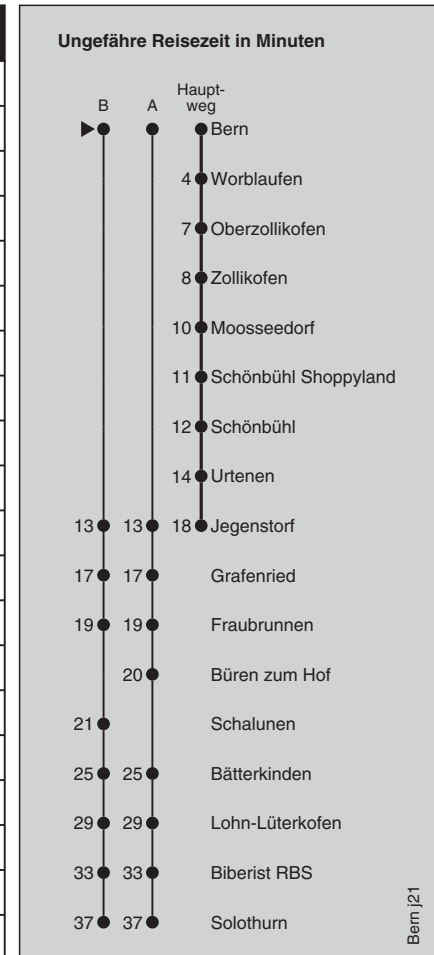 Ungefähre Reisezeit in Minuten
Haupt-
B A weg
Bern
4 Worblaufen
7 Oberzollikofen
8 Zollikofen
10 Moosseedorf
11 Schönbühl Shoppyland
12 Schönbühl
14 Urtenen
13 13 18 Jegenstorf
17 17 Grafenried
19 19 Fraubrunnen
20 Büren zum Hof
21 Schalunen
25 25 Bätterkinden
29 29 Lohn-Lüterkofen
33 33 Biberist RBS
37 37 Solothurn
Bern j21